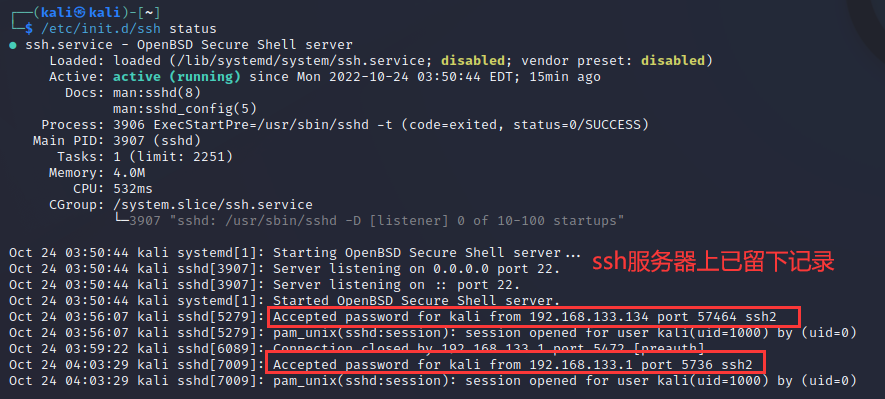 ┌──(kali㉿kali)-[~]
└─$ /etc/init.d/ssh status
● ssh.service - OpenBSD Secure Shell server
Loaded: loaded (/lib/systemd/system/ssh.service; disabled; vendor preset: disabled)
Active: active (running) since Mon 2022-10-24 03:50:44 EDT; 15min ago
Docs: man:sshd(8)
man:sshd_config(5)
Process: 3906 ExecStartPre=/usr/sbin/sshd -t (code=exited, status=0/SUCCESS)
Main PID: 3907 (sshd)
Tasks: 1 (limit: 2251)
Memory: 4.0M
CPU: 532ms
CGroup: /system.slice/ssh.service
└─3907 "sshd: /usr/sbin/sshd -D [listener] 0 of 10-100 startups"
Oct 24 03:50:44 kali systemd[1]: Starting OpenBSD Secure Shell server...
ssh服务器上已留下记录
Oct 24 03:50:44 kali sshd[3907]: Server listening on 0.0.0.0 port 22.
Oct 24 03:50:44 kali sshd[3907]: Server listening on :: port 22.
Oct 24 03:50:44 kali systemd[1]: Started OpenBSD Secure Shell server.
Oct 24 03:56:07 kali sshd[5279]: Accepted password for kali from 192.168.133.134 port 57464 ssh2
Oct 24 03:56:07 kali sshd[5279]: pam_unix(sshd:session): session opened for user kali(uid=1000) by (uid=0)
Oct 24 03:59:22 kali sshd[6089]: Connection closed by 192.168.133.1 port 5472 [preauth]
Oct 24 04:03:29 kali sshd[7009]: Accepted password for kali from 192.168.133.1 port 5736 ssh2
Oct 24 04:03:29 kali sshd[7009]: pam_unix(sshd:session): session opened for user kali(uid=1000) by (uid=0)